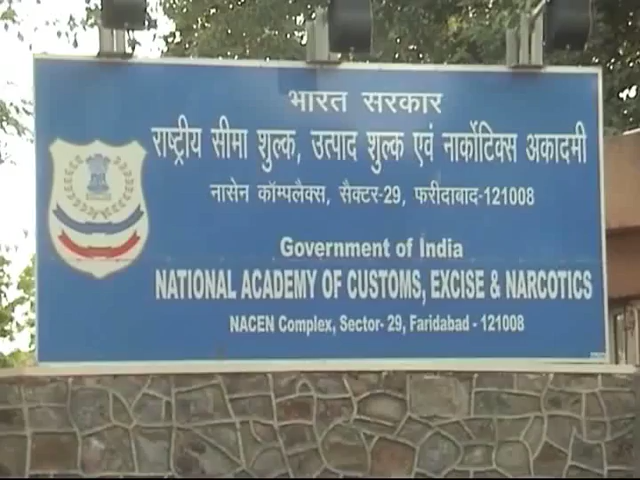 भारत सरकार
राष्ट्रीय सीमा शुल्क, उत्पाद शुल्क एवं नार्कोटिक्स अकादमी
नासेन कॉम्पलैक्स, सैक्टर-29, फरीदाबाद-121008
Government of India
NATIONAL ACADEMY OF CUSTOMS, EXCISE & NARCOTICS
NACEN Complex, Sector- 29, Faridabad - 121008